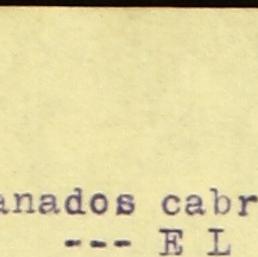 anados cabr
--- E L